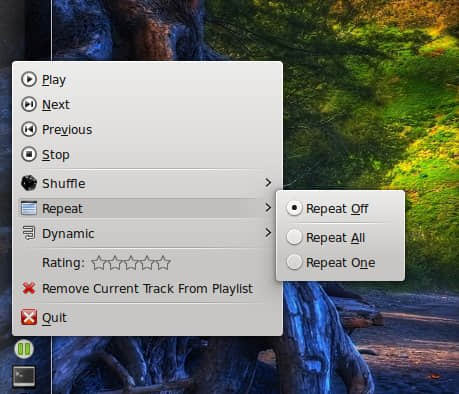 Play
Next
Previous
Stop
Shuffle
Repeat
Dynamic
Rating:
Remove Current Track From Playlist
Quit
Repeat Off
Repeat All
Repeat One